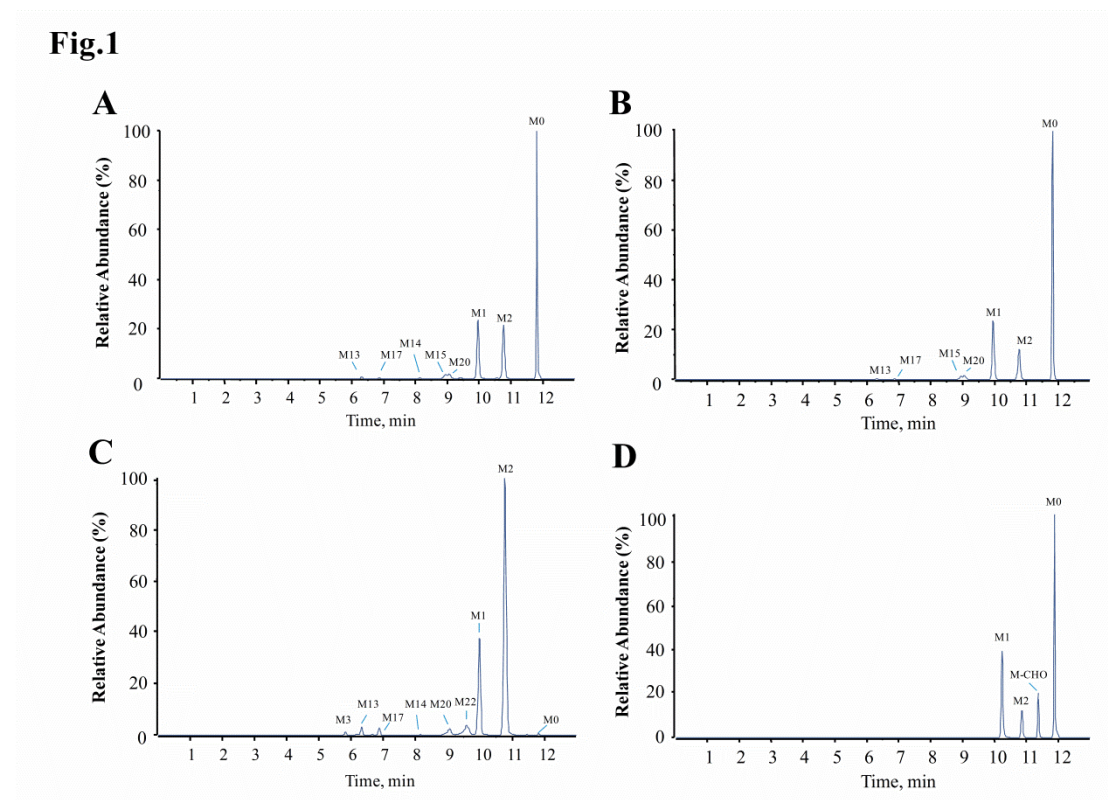 Fig.1
A
Relative Abundance (%)
100
80
60
40
20
0
M13
M17
M14
M15
M20
M1
M2
M0
1 2 3 4 5 6 7 8 9 10 11 12
Time, min
B
Relative Abundance (%)
100
80
60
40
20
0
M13
M17
M15
M20
M1
M2
M0
1 2 3 4 5 6 7 8 9 10 11 12
Time, min
C
Relative Abundance (%)
100
80
60
40
20
0
M3
M13
M17
M14
M20
M22
M1
M2
M0
1 2 3 4 5 6 7 8 9 10 11 12
Time, min
D
Relative Abundance (%)
100
80
60
40
20
0
M1
M2
M-CHO
M0
1 2 3 4 5 6 7 8 9 10 11 12
Time, min